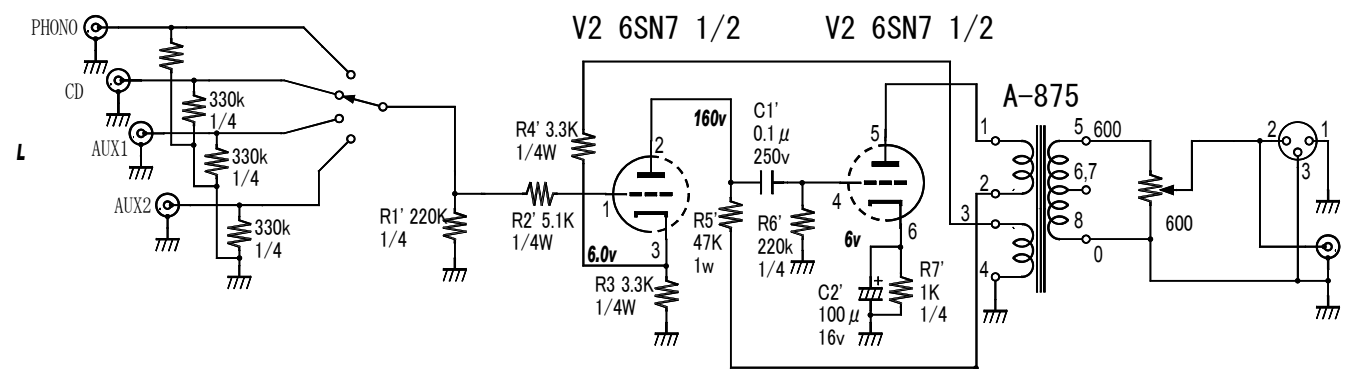 V2 6SN7 1/2
V2 6SN7 1/2
PHONO
CD
AUX1
AUX2
L
330k
1/4
330k
1/4
330k
1/4
R1' 220K
1/4
R2' 5.1K
1/4W
R4' 3.3K
1/4W
1
2
3
6.0v
R3 3.3K
1/4W
160v
R5'
47K
1w
C1'
0.1μ
250v
R6'
220k
1/4
4
5
6
6v
C2'
100μ
16v
+
R7'
1K
1/4
A-875
1
2
3
4
5
600
6,7
8
0
600
2
1
3